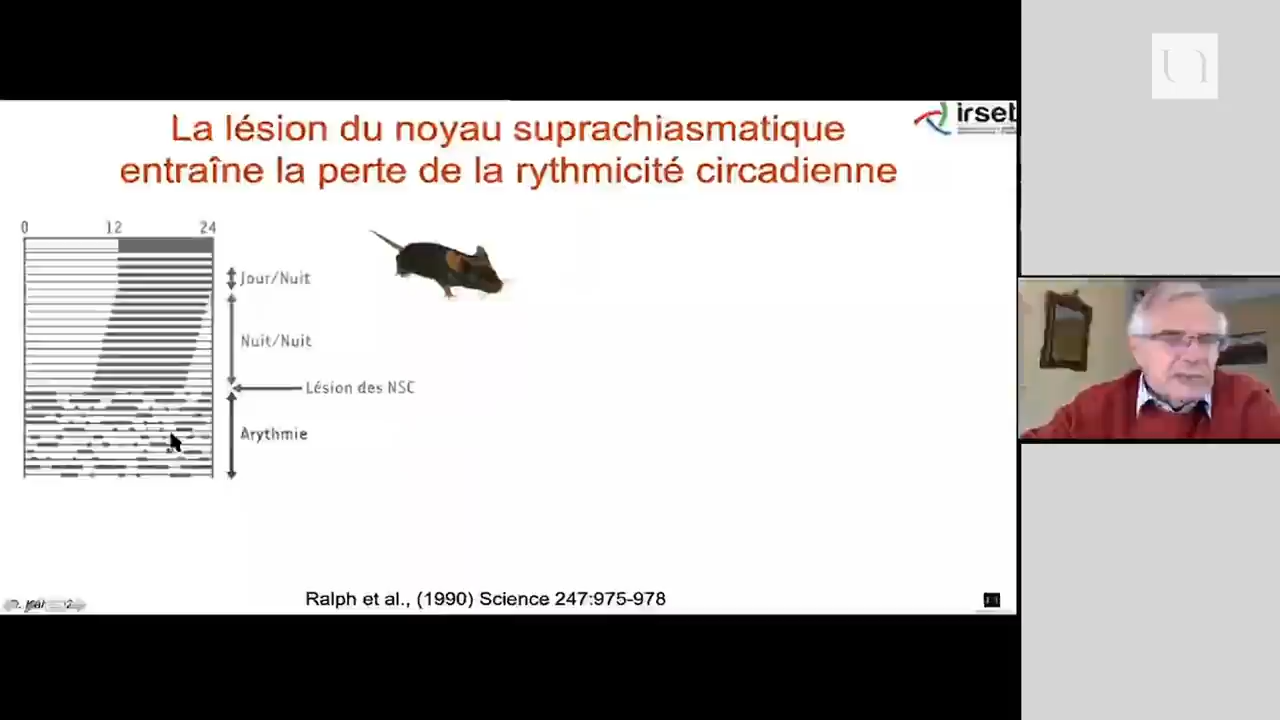 La lésion du noyau suprachiasmatique
entraîne la perte de la rythmicité circadienne
0 12 24
Jour/Nuit
Nuit/Nuit
Lésion des NSC
Arythmie
Ralph et al., (1990) Science 247:975-978